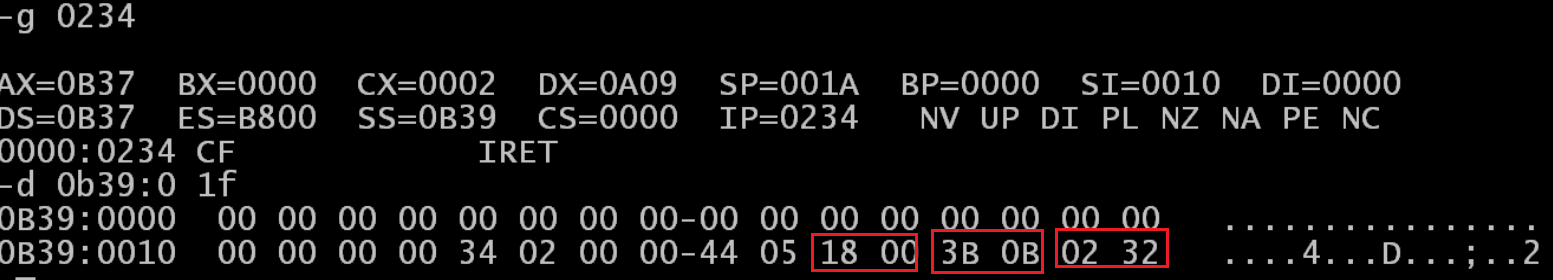 -g 0234
AX=0B37  BX=0000  CX=0002  DX=0A09  SP=001A  BP=0000  SI=0010  DI=0000
DS=0B37  ES=B800  SS=0B39  CS=0000  IP=0234   NV UP DI PL NZ NA PE NC
0000:0234 CF            IRET
-d 0b39:0 1f
0B39:0000  00 00 00 00 00 00 00 00-00 00 00 00 00 00 00 00   ................
0B39:0010  00 00 00 00 34 02 00 00-44 05 18 00 3B 0B 02 32   ....4...D...;..2